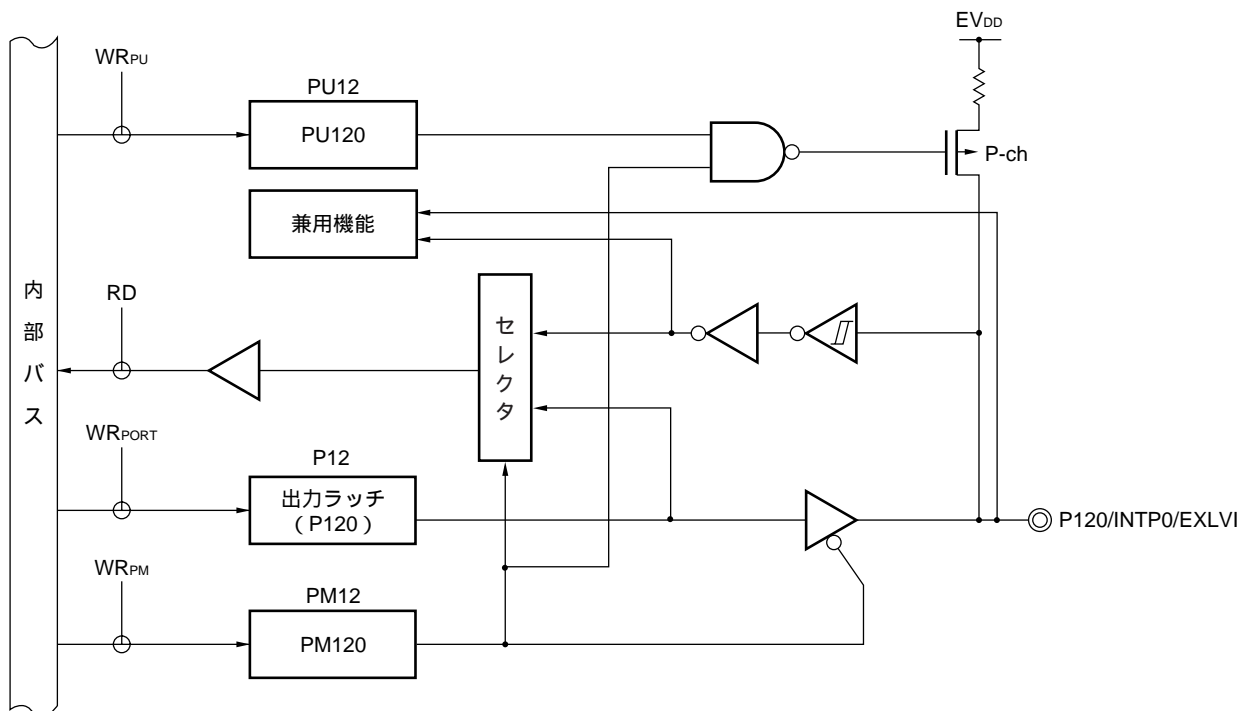 EVDD
WRPU
PU12
PU120
P-ch
兼用機能
内部バス
RD
セレクタ
WRPORT
P12
出力ラッチ
（P120）
P120/INTP0/EXLVI
WRPM
PM12
PM120